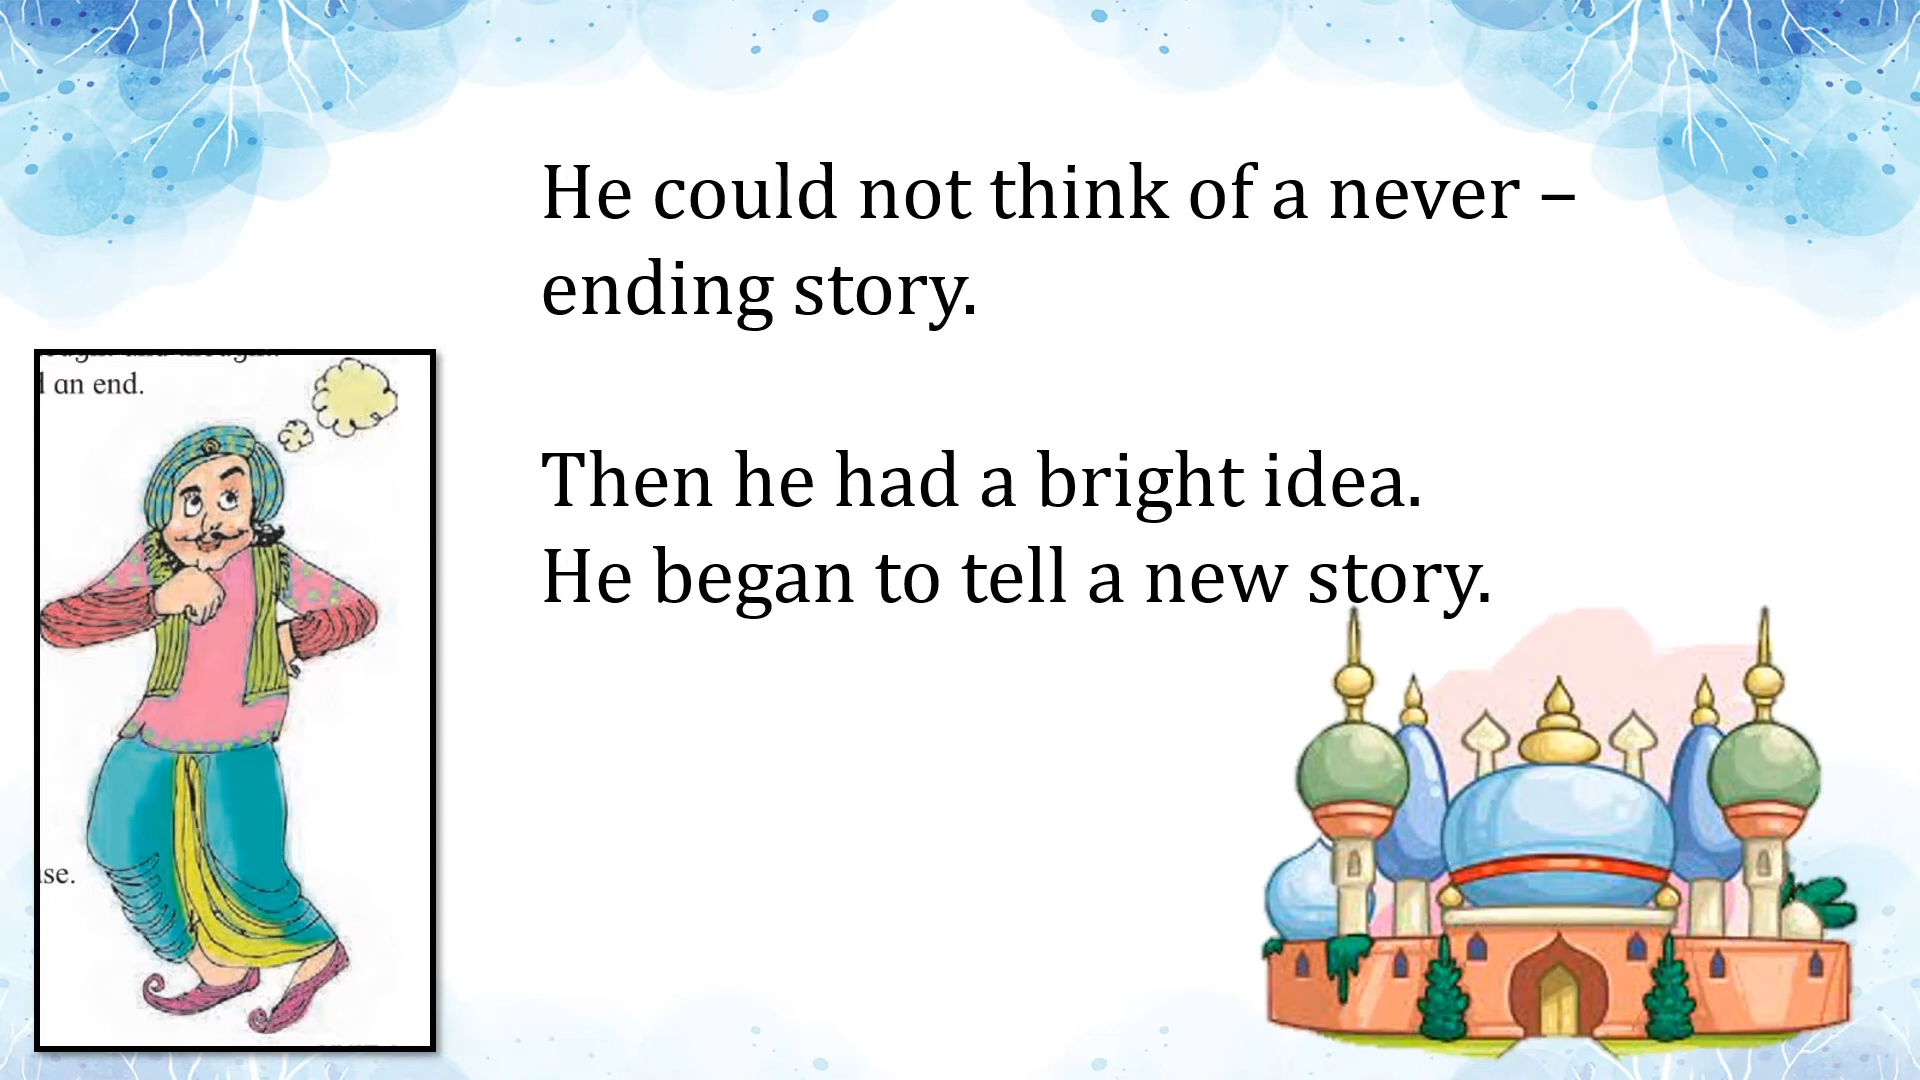 He could not think of a never –
ending story.
Then he had a bright idea.
He began to tell a new story.
an end.
se.